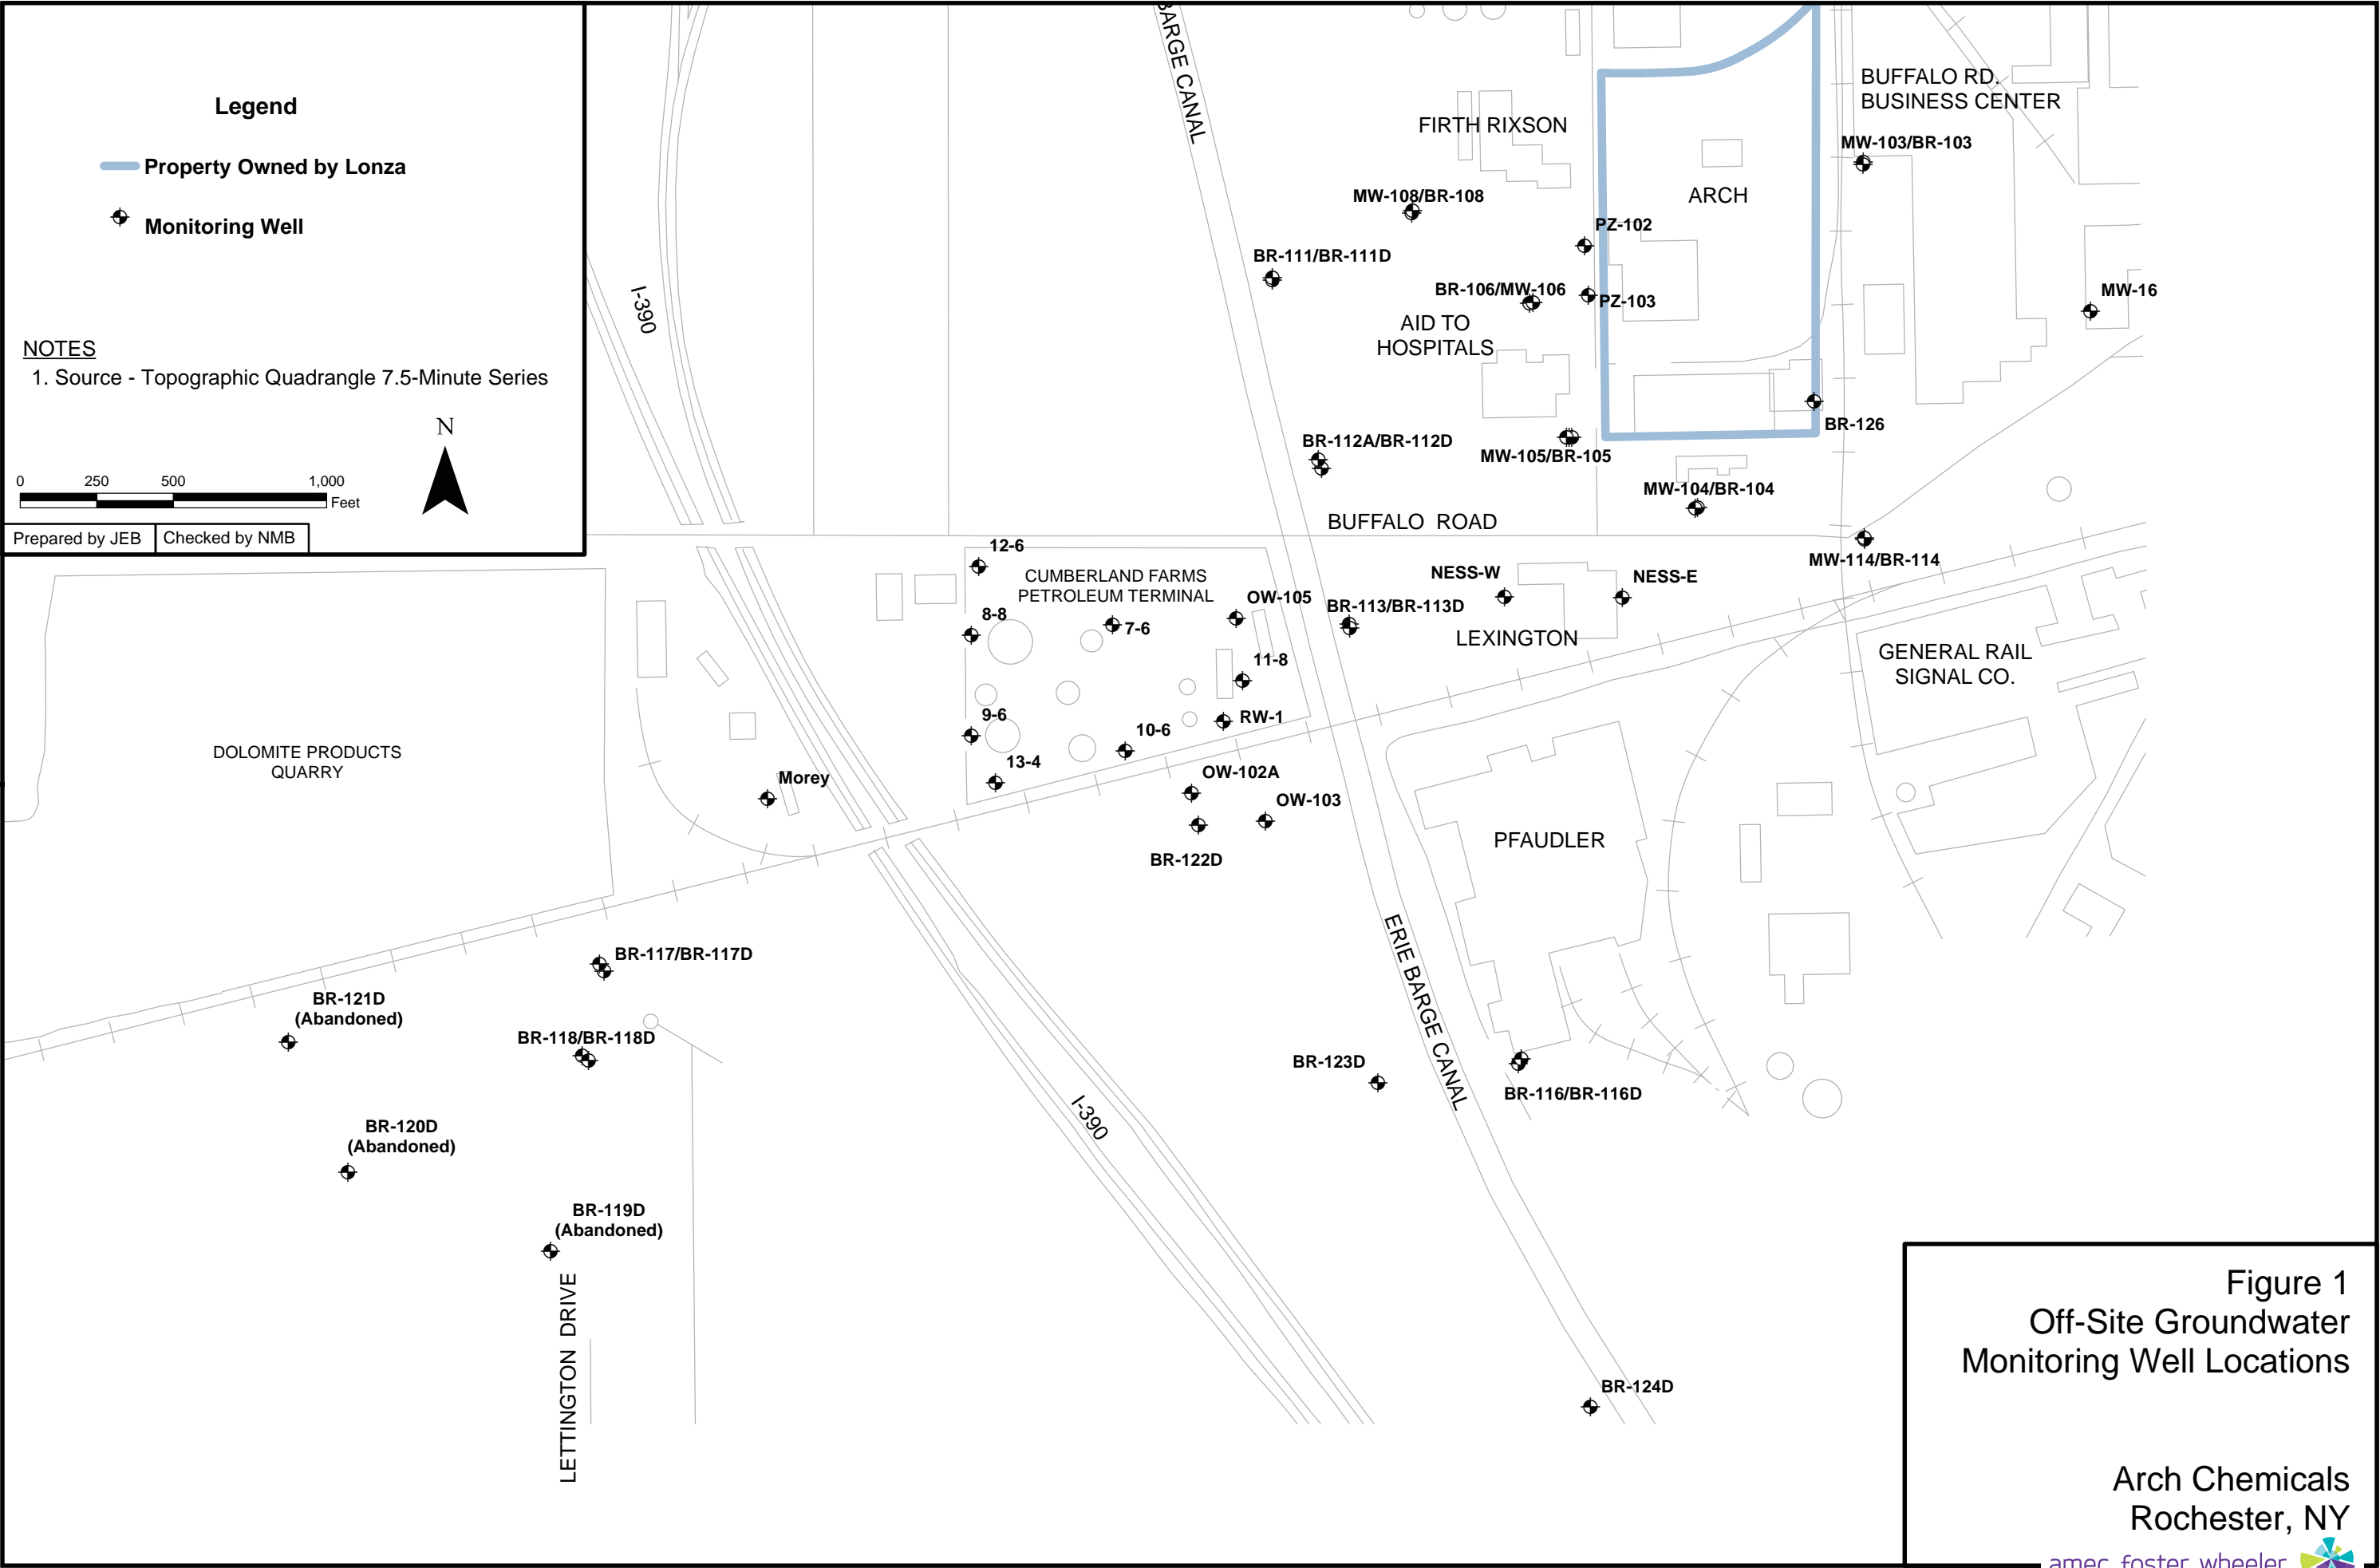 Legend
Property Owned by Lonza
Monitoring Well
NOTES
1. Source - Topographic Quadrangle 7.5-Minute Series
N
0 250 500 1,000
Feet
Prepared by JEB Checked by NMB
I-390
BARGE CANAL
BUFFALO RD.
BUSINESS CENTER
FIRTH RIXSON
MW-103/BR-103
ARCH
MW-108/BR-108
PZ-102
BR-111/BR-111D
BR-106/MW-106
PZ-103
MW-16
AID TO
HOSPITALS
BR-126
BR-112A/BR-112D
MW-105/BR-105
MW-104/BR-104
BUFFALO ROAD
MW-114/BR-114
12-6
CUMBERLAND FARMS
PETROLEUM TERMINAL
NESS-W
NESS-E
OW-105
BR-113/BR-113D
8-8
7-6
LEXINGTON
11-8
GENERAL RAIL
SIGNAL CO.
9-6
RW-1
10-6
DOLOMITE PRODUCTS
QUARRY
13-4
Morey
OW-102A
OW-103
PFAUDLER
BR-122D
BR-117/BR-117D
BR-121D
(Abandoned)
ERIE BARGE CANAL
BR-118/BR-118D
BR-123D
BR-116/BR-116D
I-390
BR-120D
(Abandoned)
BR-119D
(Abandoned)
LETTINGTON DRIVE
BR-124D
Figure 1
Off-Site Groundwater
Monitoring Well Locations
Arch Chemicals
Rochester, NY
amec foster wheeler